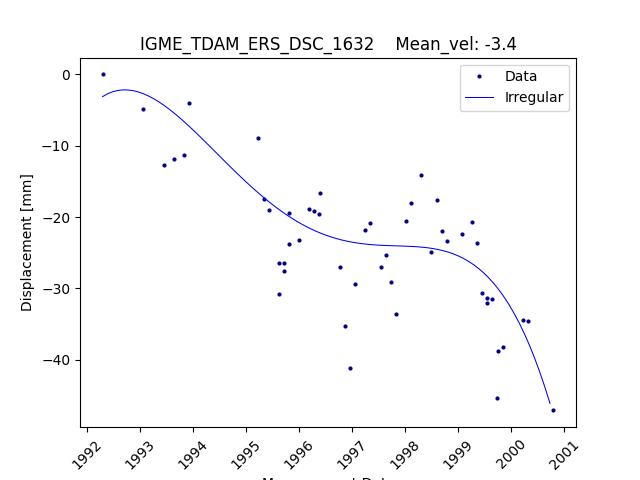 IGME_TDAM_ERS_DSC_1632    Mean_vel: -3.4
Data
Irregular
Displacement [mm]
0
−10
−20
−30
−40
1992 1993 1994 1995 1996 1997 1998 1999 2000 2001